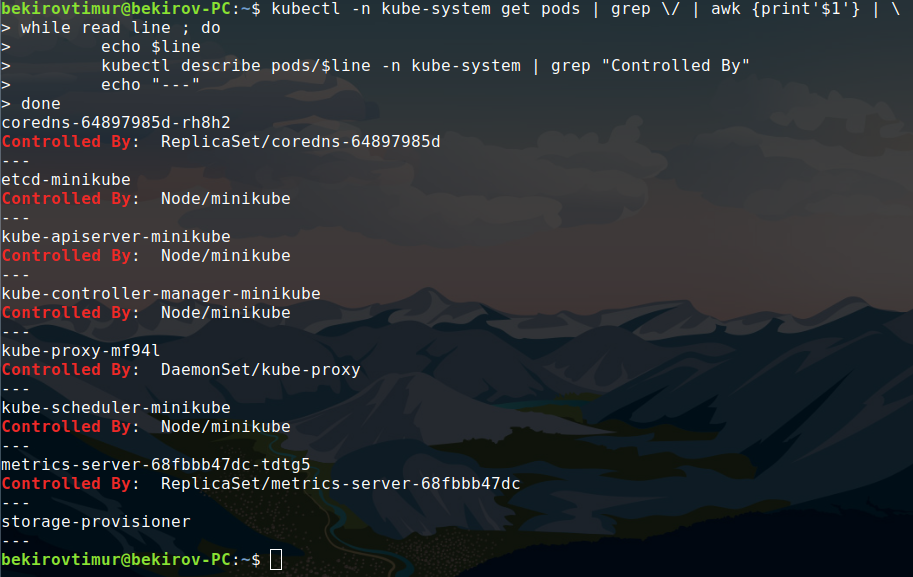 bekirovtimur@bekirov-PC:~$ kubectl -n kube-system get pods | grep \/ | awk {print'$1'} | \
> while read line ; do
>         echo $line
>         kubectl describe pods/$line -n kube-system | grep "Controlled By"
>         echo "---"
> done
coredns-64897985d-rh8h2
Controlled By:  ReplicaSet/coredns-64897985d
---
etcd-minikube
Controlled By:  Node/minikube
---
kube-apiserver-minikube
Controlled By:  Node/minikube
---
kube-controller-manager-minikube
Controlled By:  Node/minikube
---
kube-proxy-mf94l
Controlled By:  DaemonSet/kube-proxy
---
kube-scheduler-minikube
Controlled By:  Node/minikube
---
metrics-server-68fbbb47dc-tdtg5
Controlled By:  ReplicaSet/metrics-server-68fbbb47dc
---
storage-provisioner
---
bekirovtimur@bekirov-PC:~$